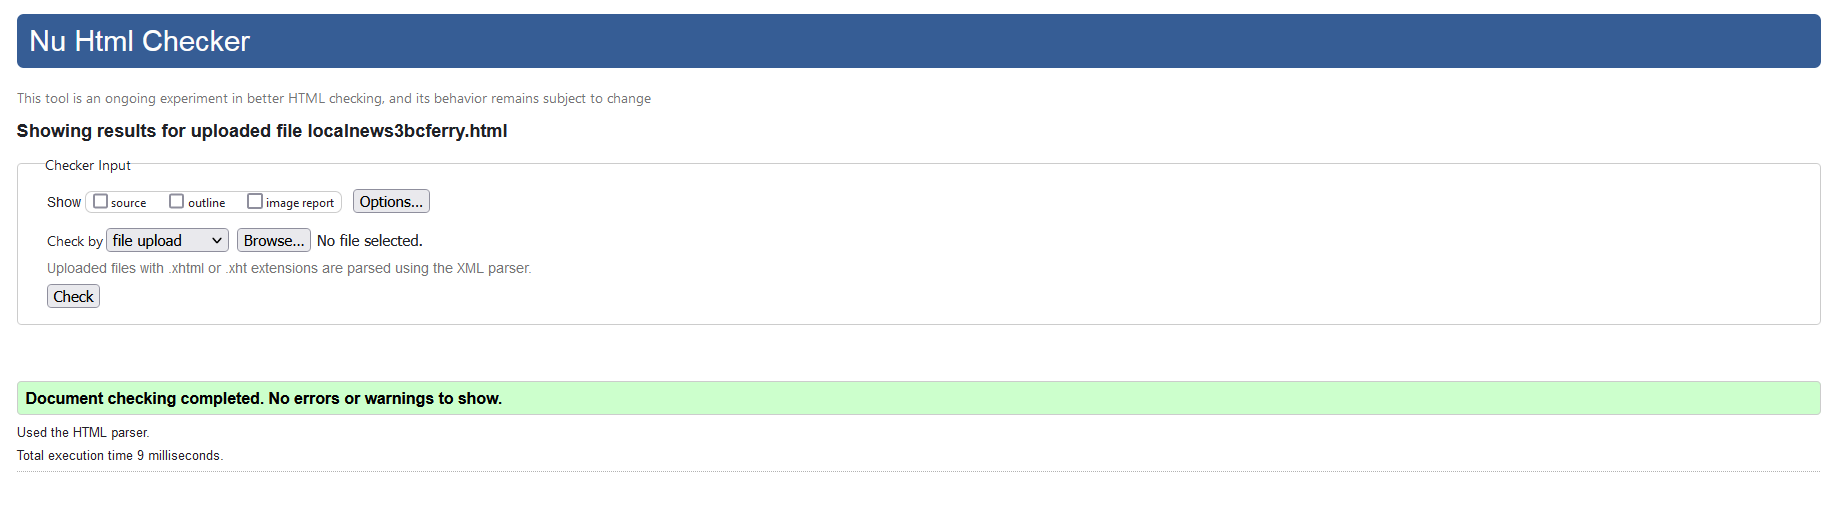 Nu Html Checker
This tool is an ongoing experiment in better HTML checking, and its behavior remains subject to change
Showing results for uploaded file localnews3bcferry.html
Checker Input
Show source outline image report Options...
Check by file upload Browse... No file selected.
Uploaded files with .xhtml or .xht extensions are parsed using the XML parser.
Check
Document checking completed. No errors or warnings to show.
Used the HTML parser.
Total execution time 9 milliseconds.